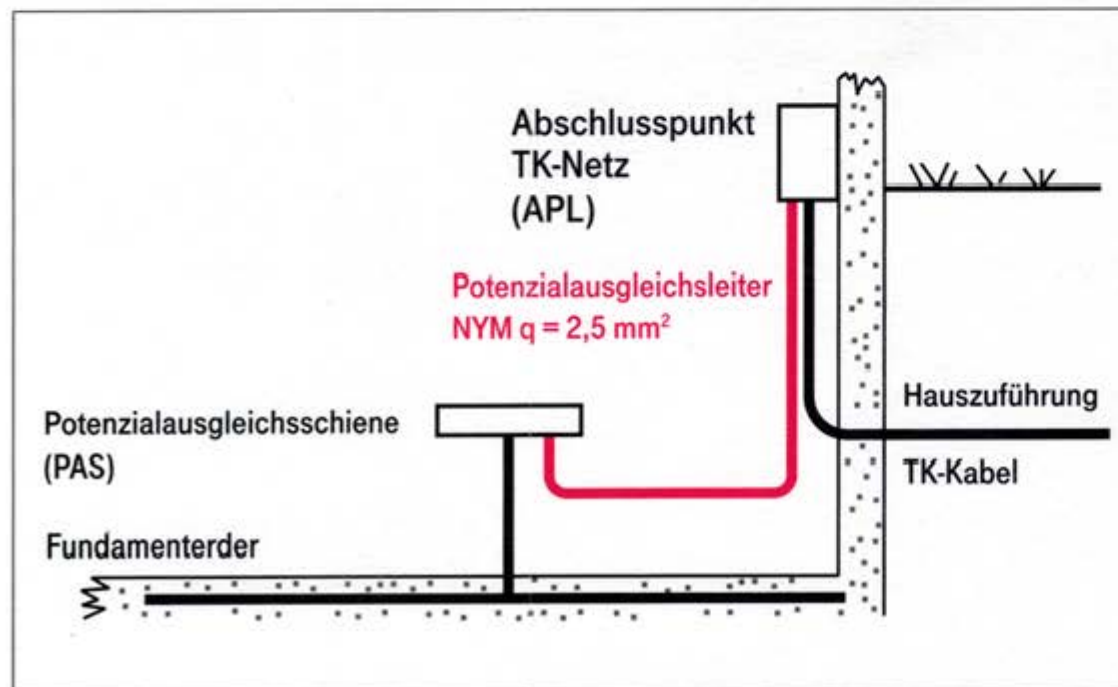 Abschlusspunkt
TK-Netz
(APL)
Potenzialausgleichsleiter
NYM q = 2,5 mm²
Potenzialausgleichsschiene
(PAS)
Hauszuführung
TK-Kabel
Fundamenterder